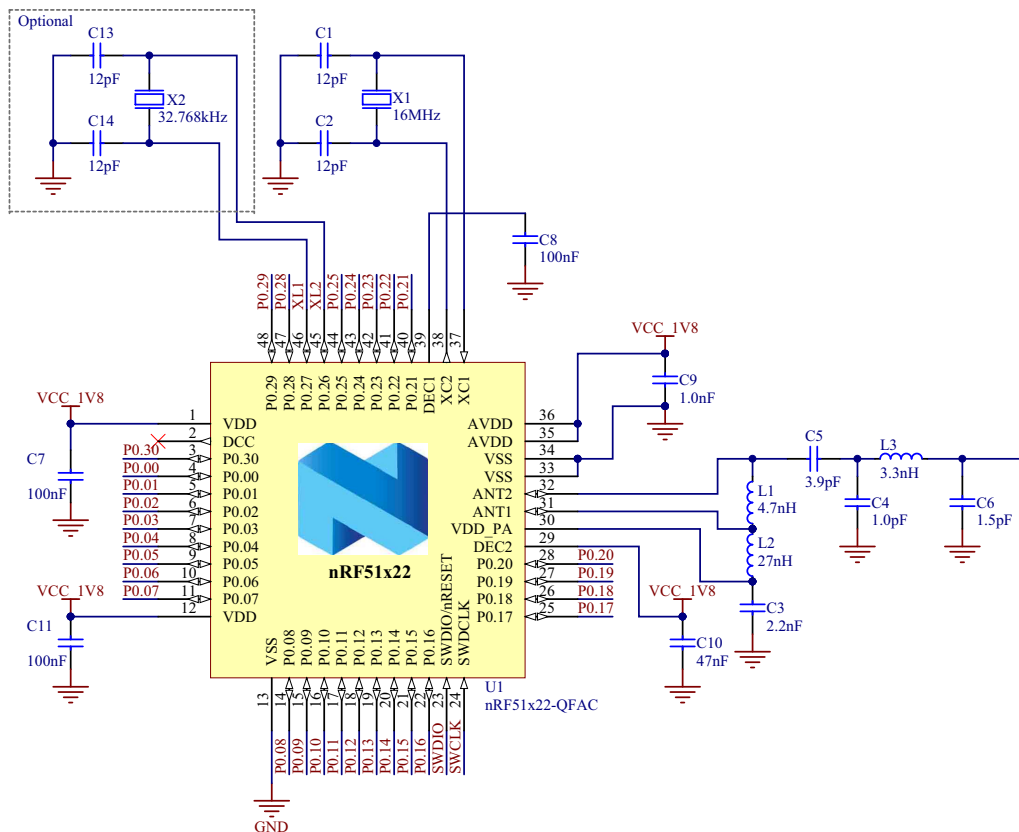 Optional
C13
12pF
X2
32.768kHz
C14
12pF
C1
12pF
X1
16MHz
C2
12pF
C8
100nF
P0.29
P0.28
XL1
XL2
P0.25
P0.24
P0.23
P0.22
P0.21
48
47
46
45
44
43
42
41
40
39
38
37
P0.29
P0.28
P0.27
P0.26
P0.25
P0.24
P0.23
P0.22
P0.21
DEC1
XC2
XC1
VCC_1V8
C7
100nF
VCC_1V8
C11
100nF
1 VDD
2 DCC
P0.30 3 P0.30
P0.00 4 P0.00
P0.01 5 P0.01
P0.02 6 P0.02
P0.03 7 P0.03
P0.04 8 P0.04
P0.05 9 P0.05
P0.06 10 P0.06
P0.07 11 P0.07
12 VDD
nRF51x22
AVDD 36
AVDD 35
VSS 34
VSS 33
ANT2 32
ANT1 31
VDD_PA 30
DEC2 29
P0.20 28 P0.20
P0.19 27 P0.19
P0.18 26 P0.18
P0.17 25 P0.17
VCC_1V8
C9
1.0nF
C5
3.9pF
L3
3.3nH
L1
4.7nH
C4
1.0pF
C6
1.5pF
L2
27nH
C3
2.2nF
VCC_1V8
C10
47nF
VSS
P0.08
P0.09
P0.10
P0.11
P0.12
P0.13
P0.14
P0.15
P0.16
SWDIO/nRESET
SWDCLK
U1
nRF51x22-QFAC
13
14
15
16
17
18
19
20
21
22
23
24
P0.08
P0.09
P0.10
P0.11
P0.12
P0.13
P0.14
P0.15
P0.16
SWDIO
SWCLK
GND